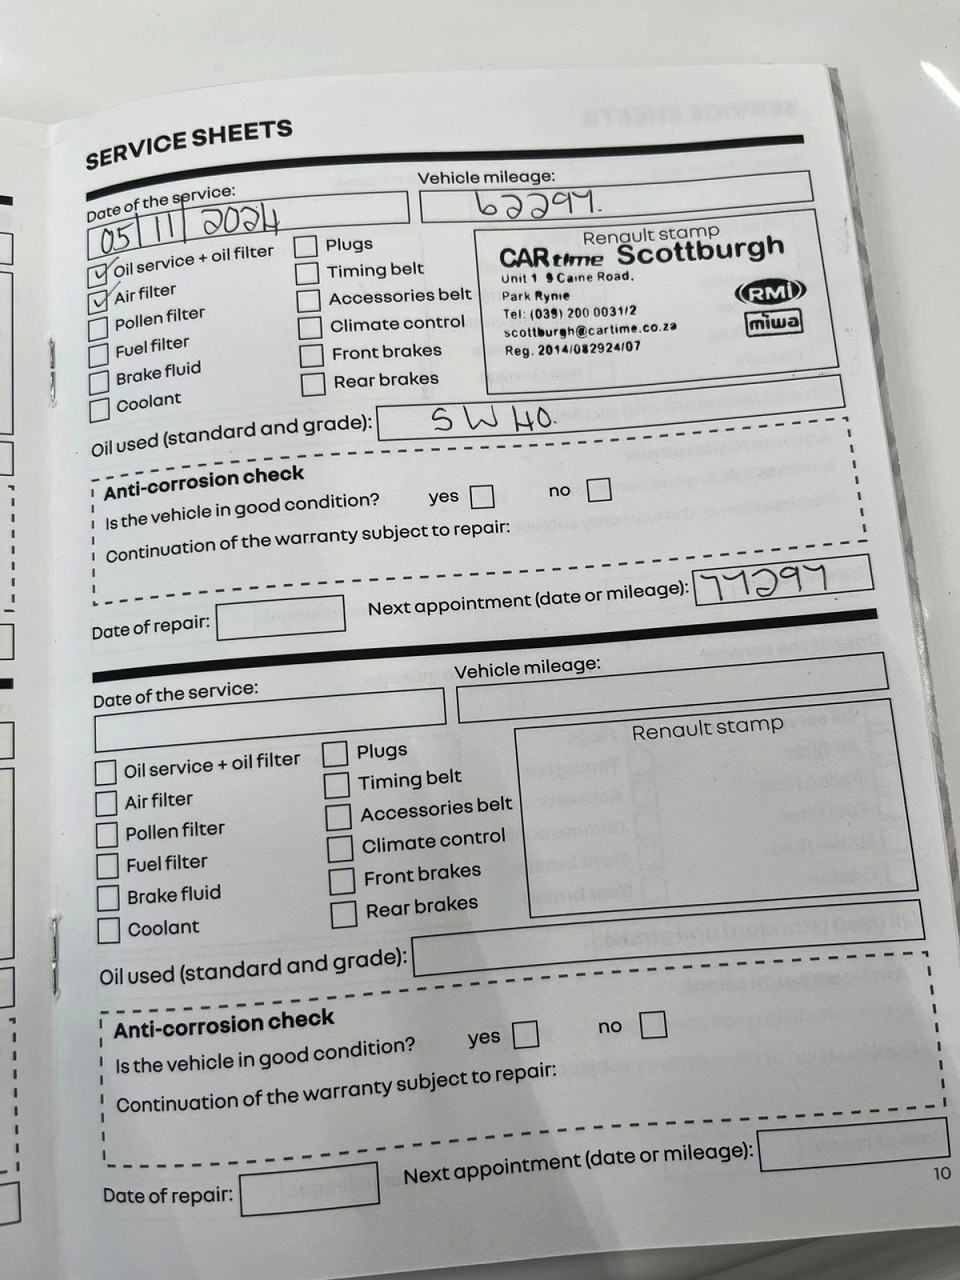 SERVICE SHEETS
Date of the service:
05/11/2024
Vehicle mileage:
62297.
Oil service + oil filter
Air filter
Pollen filter
Fuel filter
Brake fluid
Coolant
Plugs
Timing belt
Accessories belt
Climate control
Front brakes
Rear brakes
Renault stamp
CARtime Scottburgh
Unit 1 9 Caine Road.
Park Rynie
Tel: (039) 200 0031/2
scottburgh@cartime.co.za
Reg. 2014/082924/07
RMI
miwa
Oil used (standard and grade): 5W40.
Anti-corrosion check
Is the vehicle in good condition? yes no
Continuation of the warranty subject to repair:
Date of repair:
Next appointment (date or mileage): 77297
Date of the service:
Vehicle mileage:
Oil service + oil filter
Air filter
Pollen filter
Fuel filter
Brake fluid
Coolant
Plugs
Timing belt
Accessories belt
Climate control
Front brakes
Rear brakes
Renault stamp
Oil used (standard and grade):
Anti-corrosion check
Is the vehicle in good condition? yes no
Continuation of the warranty subject to repair:
Date of repair:
Next appointment (date or mileage):
10